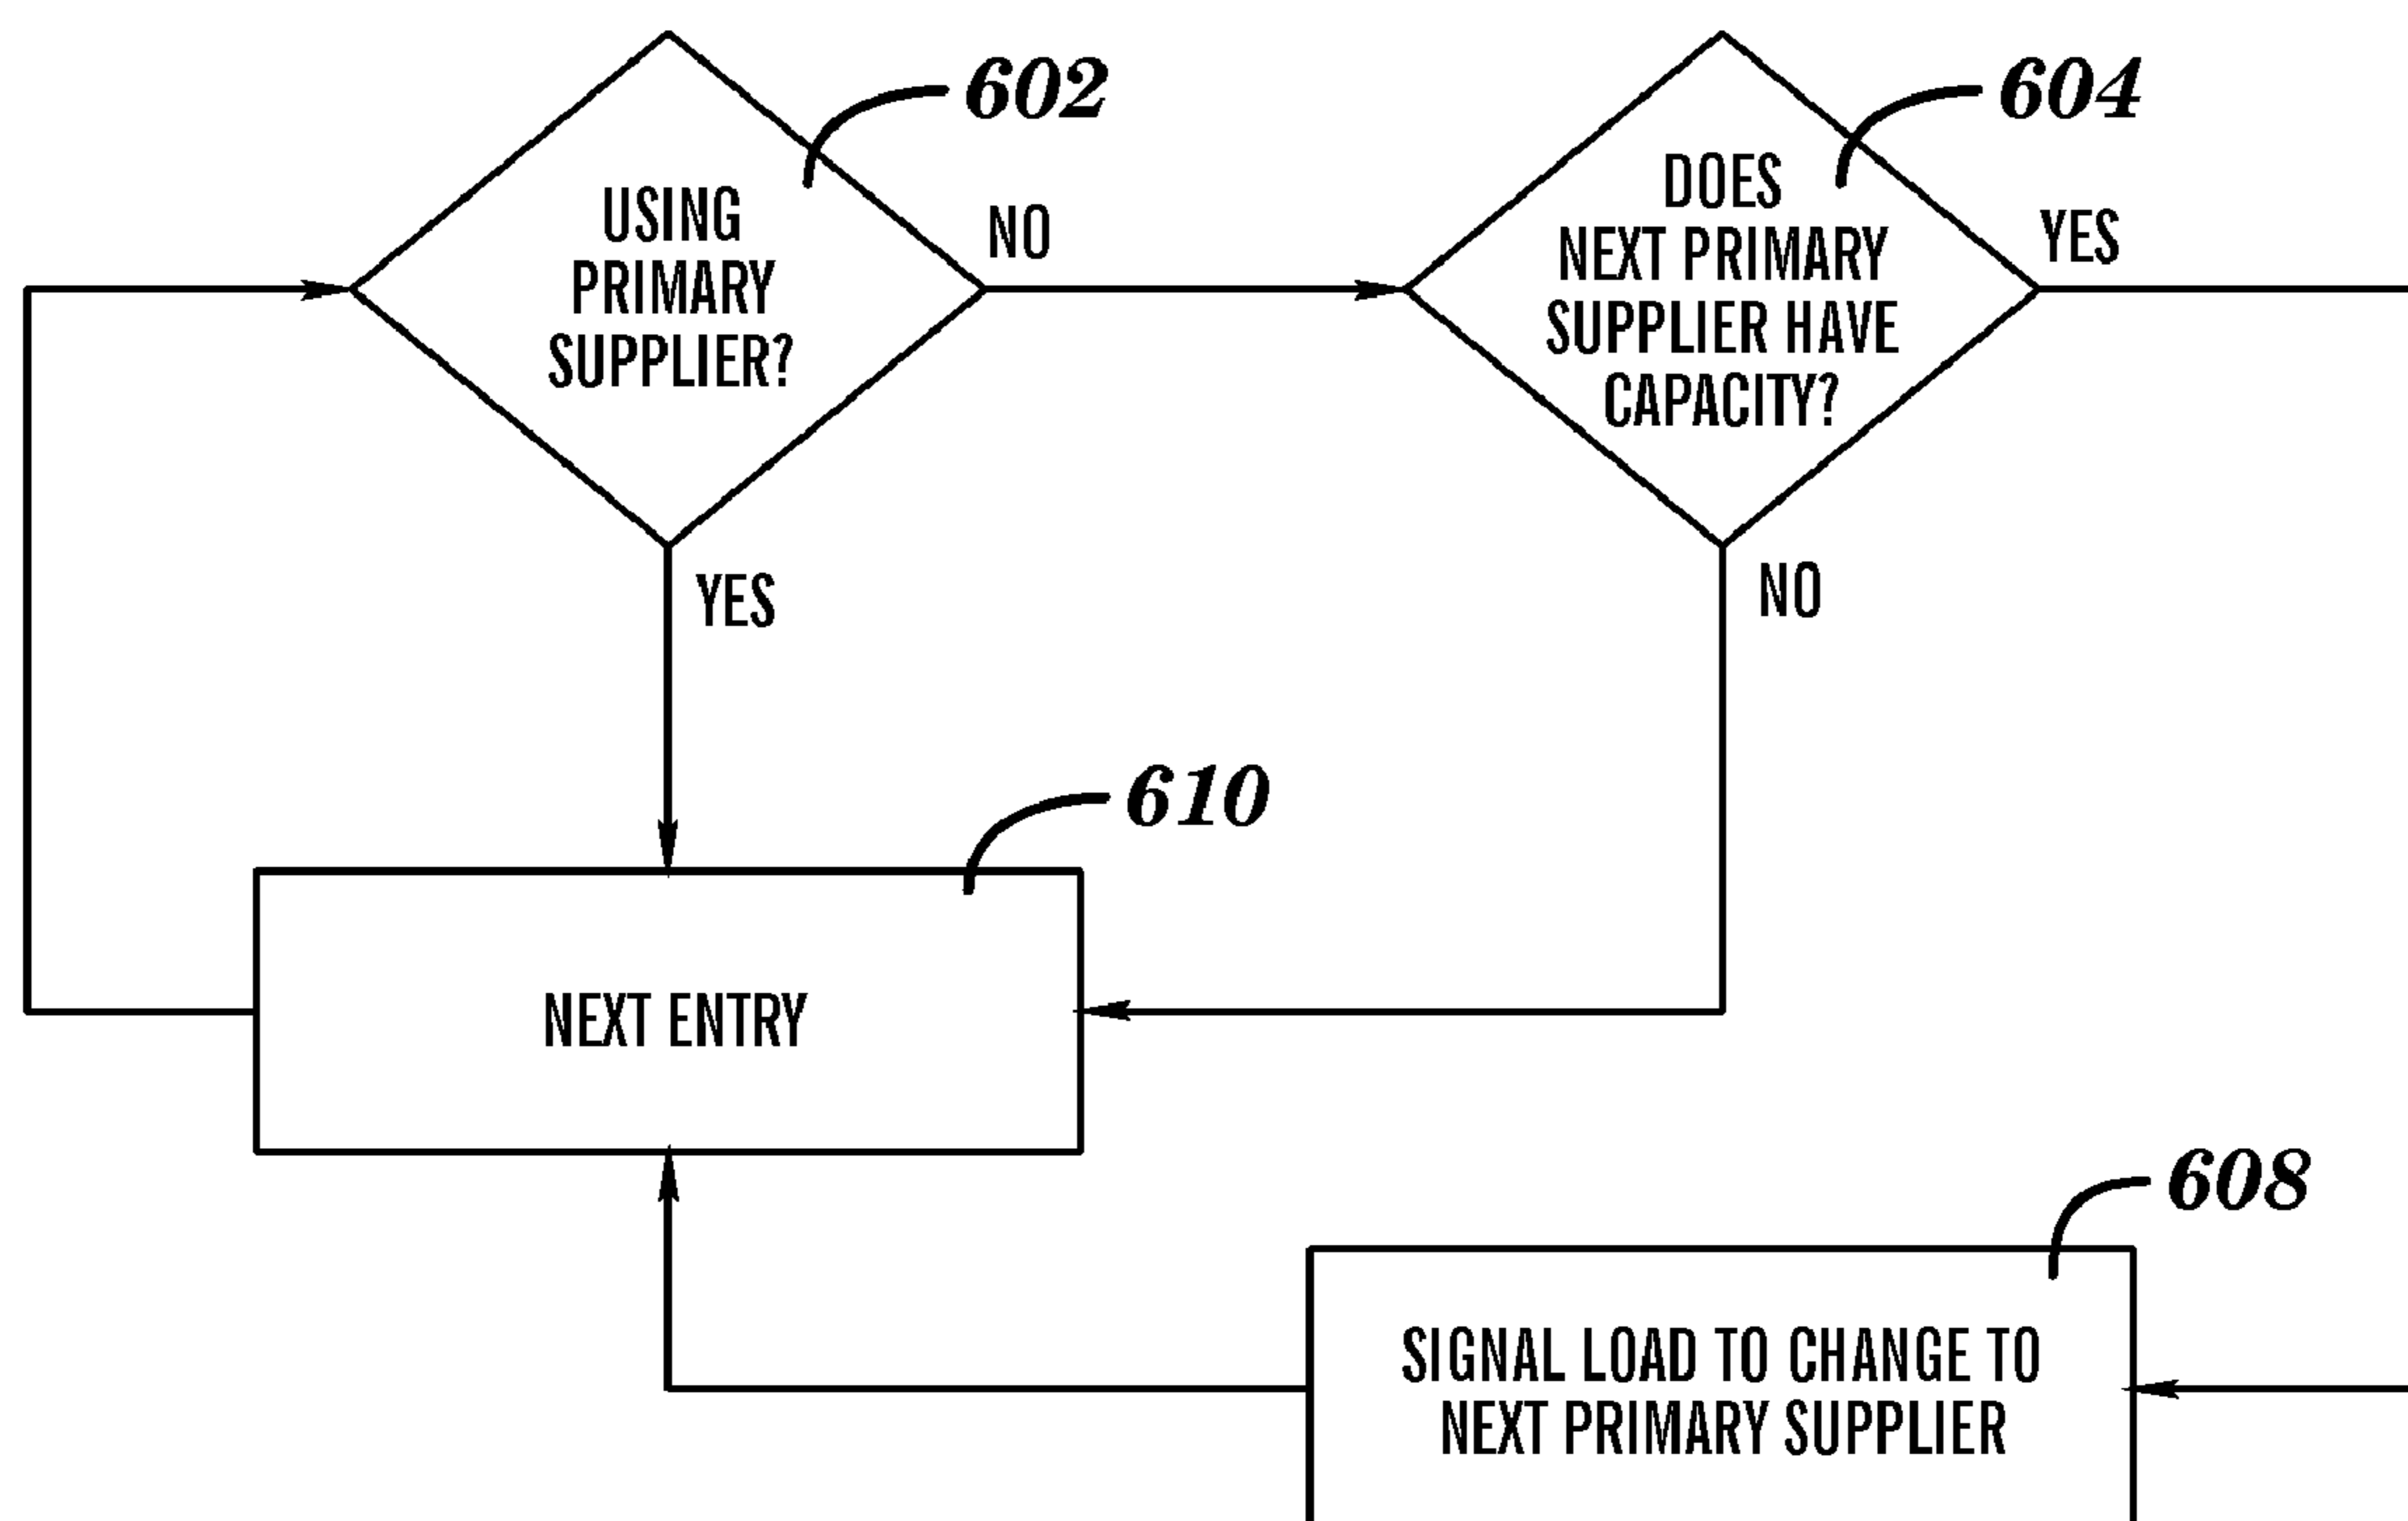 602
USING
PRIMARY
SUPPLIER?
NO
YES
604
DOES
NEXT PRIMARY
SUPPLIER HAVE
CAPACITY?
YES
NO
610
NEXT ENTRY
608
SIGNAL LOAD TO CHANGE TO
NEXT PRIMARY SUPPLIER